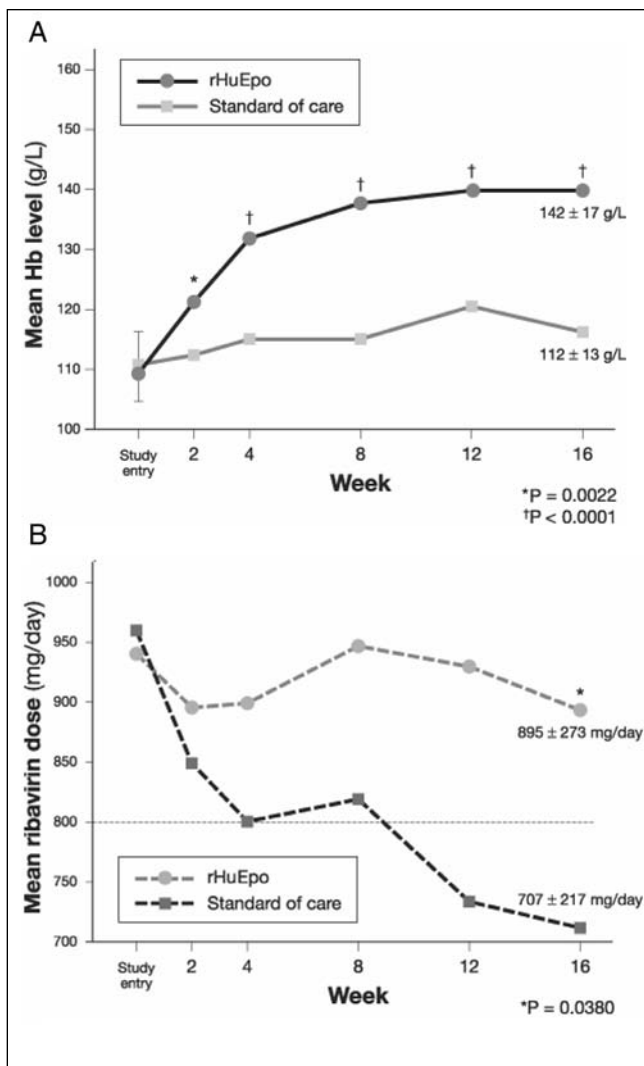 A
160
rHuEpo
Standard of care
150
140
† † † †
142 ± 17 g/L
130
*
120
112 ± 13 g/L
110
100
Mean Hb level (g/L)
Study entry 2 4 8 12 16
Week
*P = 0.0022
†P < 0.0001
B
1000
950
900
*
895 ± 273 mg/day
850
800
rHuEpo
Standard of care
750
707 ± 217 mg/day
700
Mean ribavirin dose (mg/day)
Study entry 2 4 8 12 16
Week
*P = 0.0380